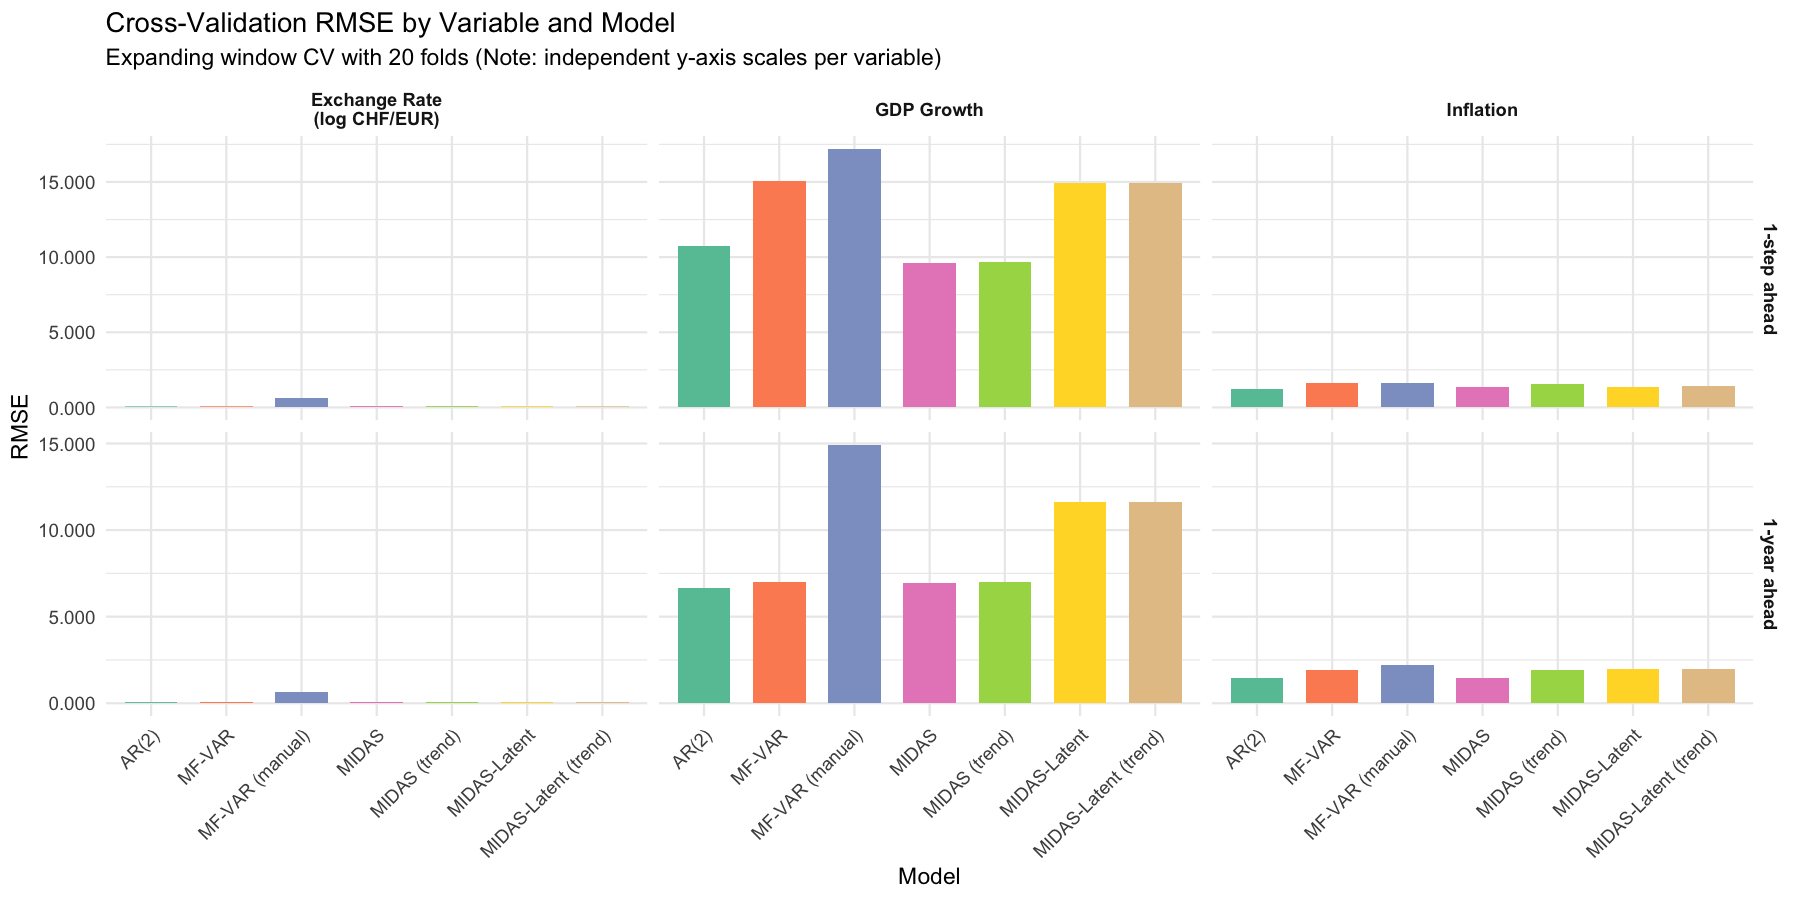 Cross-Validation RMSE by Variable and Model
Expanding window CV with 20 folds (Note: independent y-axis scales per variable)
Exchange Rate
(log CHF/EUR)
GDP Growth
Inflation
RMSE
15.000
10.000
5.000
0.000
1-step ahead
15.000
10.000
5.000
0.000
1-year ahead
AR(2)
MF-VAR
MF-VAR (manual)
MIDAS
MIDAS (trend)
MIDAS-Latent
MIDAS-Latent (trend)
AR(2)
MF-VAR
MF-VAR (manual)
MIDAS
MIDAS (trend)
MIDAS-Latent
MIDAS-Latent (trend)
AR(2)
MF-VAR
MF-VAR (manual)
MIDAS
MIDAS (trend)
MIDAS-Latent
MIDAS-Latent (trend)
Model